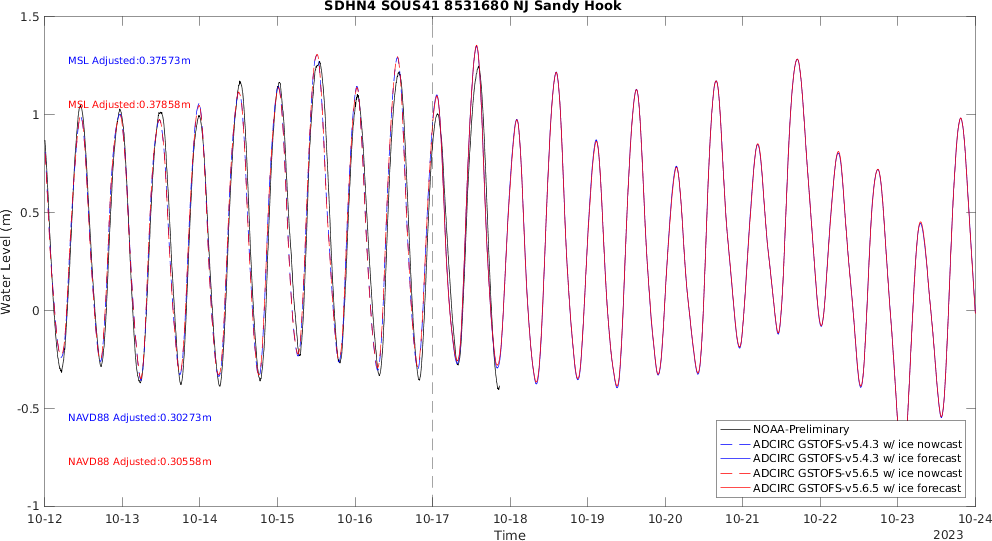 SDHN4 SOUS41 8531680 NJ Sandy Hook
1.5
1
0.5
0
-0.5
-1
Water Level (m)
MSL Adjusted:0.37573m
MSL Adjusted:0.37858m
NAVD88 Adjusted:0.30273m
NAVD88 Adjusted:0.30558m
NOAA-Preliminary
ADCIRC GSTOFS-v5.4.3 w/ ice nowcast
ADCIRC GSTOFS-v5.4.3 w/ ice forecast
ADCIRC GSTOFS-v5.6.5 w/ ice nowcast
ADCIRC GSTOFS-v5.6.5 w/ ice forecast
10-12 10-13 10-14 10-15 10-16 10-17 10-18 10-19 10-20 10-21 10-22 10-23 10-24
Time
2023